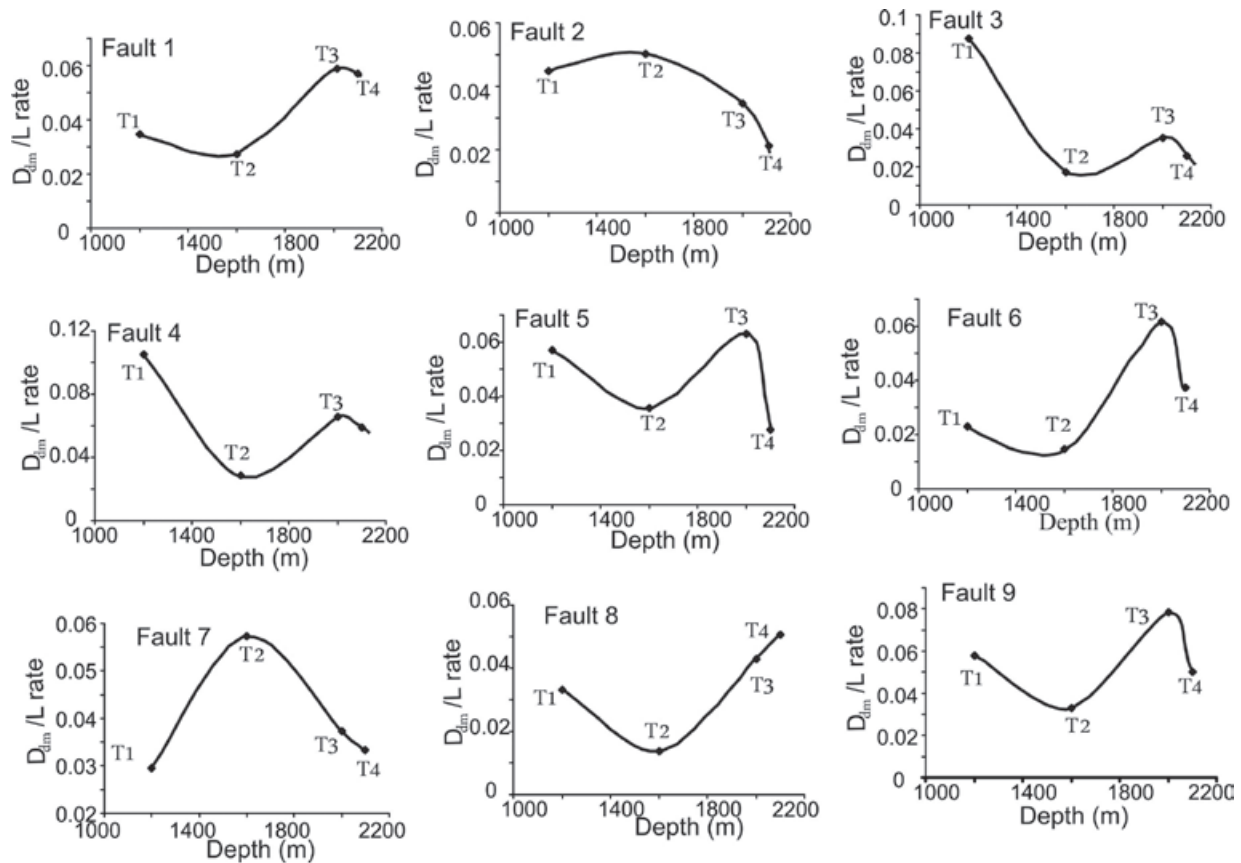 Fault 1
D_dm /L rate
0.06
0.04
0.02
0
T1
T2
T3
T4
1000 1400 1800 2200
Depth (m)
Fault 2
D_dm /L rate
0.06
0.04
0.02
0
T1
T2
T3
T4
1000 1400 1800 2200
Depth (m)
Fault 3
D_dm /L rate
0.1
0.08
0.06
0.04
0.02
0
T1
T2
T3
T4
1000 1400 1800 2200
Depth (m)
Fault 4
D_dm /L rate
0.12
0.08
0.04
0
T1
T2
T3
1000 1400 1800 2200
Depth (m)
Fault 5
D_dm /L rate
0.06
0.04
0.02
0
T1
T2
T3
T4
1000 1400 1800 2200
Depth (m)
Fault 6
D_dm /L rate
0.06
0.04
0.02
0
T1
T2
T3
T4
1000 1400 1800 2200
Depth (m)
Fault 7
D_dm /L rate
0.06
0.05
0.04
0.03
0.02
T1
T2
T3
T4
1000 1400 1800 2200
Depth (m)
Fault 8
D_dm /L rate
0.06
0.04
0.02
0
T1
T2
T4
T3
1000 1400 1800 2200
Depth (m)
Fault 9
D_dm /L rate
0.08
0.06
0.04
0.02
0
T1
T2
T3
T4
1000 1400 1800 2200
Depth (m)